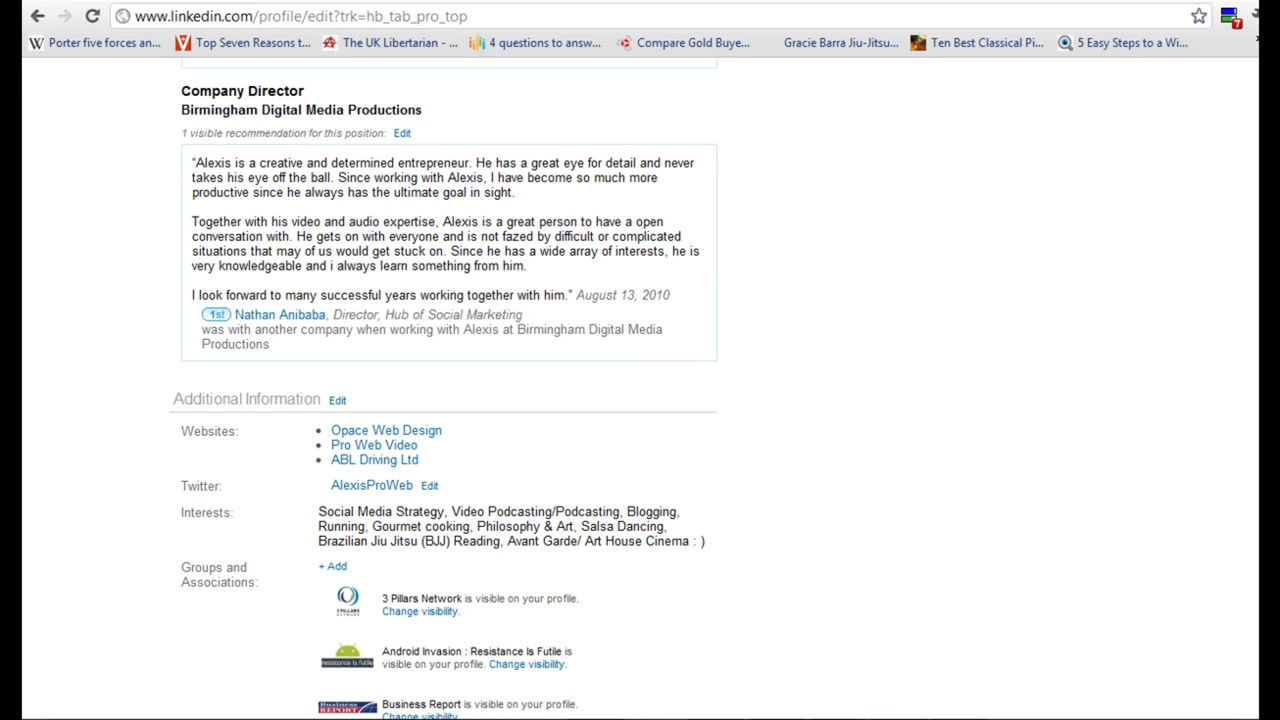 www.linkedin.com/profile/edit?trk=hb_tab_pro_top
7
W Porter five forces an... Top Seven Reasons t... The UK Libertarian - ... 4 questions to answ... Compare Gold Buye... Gracie Barra Jiu-Jitsu... Ten Best Classical Pi... 5 Easy Steps to a Wi...
Company Director
Birmingham Digital Media Productions
1 visible recommendation for this position: Edit
“Alexis is a creative and determined entrepreneur. He has a great eye for detail and never
takes his eye off the ball. Since working with Alexis, I have become so much more
productive since he always has the ultimate goal in sight.
Together with his video and audio expertise, Alexis is a great person to have a open
conversation with. He gets on with everyone and is not fazed by difficult or complicated
situations that may of us would get stuck on. Since he has a wide array of interests, he is
very knowledgeable and i always learn something from him.
I look forward to many successful years working together with him.” August 13, 2010
1st Nathan Anibaba, Director, Hub of Social Marketing
was with another company when working with Alexis at Birmingham Digital Media
Productions
Additional Information Edit
Websites:
• Opace Web Design
• Pro Web Video
• ABL Driving Ltd
Twitter: AlexisProWeb Edit
Interests: Social Media Strategy, Video Podcasting/Podcasting, Blogging,
Running, Gourmet cooking, Philosophy & Art, Salsa Dancing,
Brazilian Jiu Jitsu (BJJ) Reading, Avant Garde/ Art House Cinema : )
Groups and
Associations:
+ Add
3 PILLARS
NETWORK
3 Pillars Network is visible on your profile.
Change visibility.
resistance is futile
Android Invasion : Resistance Is Futile is
visible on your profile. Change visibility.
Business
REPORT
Business Report is visible on your profile.
Change visibility.